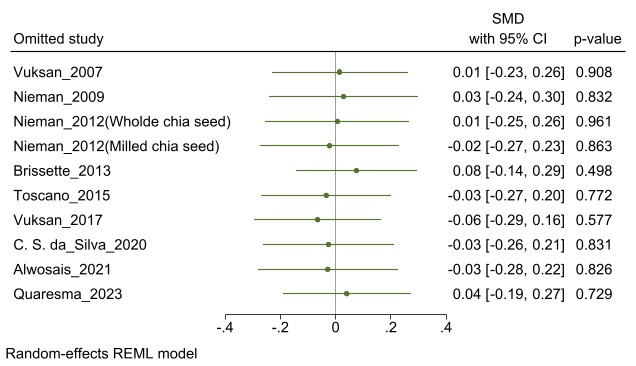 SMD
Omitted study with 95% CI p-value
Vuksan_2007 0.01 [-0.23, 0.26] 0.908
Nieman_2009 0.03 [-0.24, 0.30] 0.832
Nieman_2012(Wholde chia seed) 0.01 [-0.25, 0.26] 0.961
Nieman_2012(Milled chia seed) -0.02 [-0.27, 0.23] 0.863
Brissette_2013 0.08 [-0.14, 0.29] 0.498
Toscano_2015 -0.03 [-0.27, 0.20] 0.772
Vuksan_2017 -0.06 [-0.29, 0.16] 0.577
C. S. da_Silva_2020 -0.03 [-0.26, 0.21] 0.831
Alwosais_2021 -0.03 [-0.28, 0.22] 0.826
Quaresma_2023 0.04 [-0.19, 0.27] 0.729
-.4 -.2 0 .2 .4
Random-effects REML model